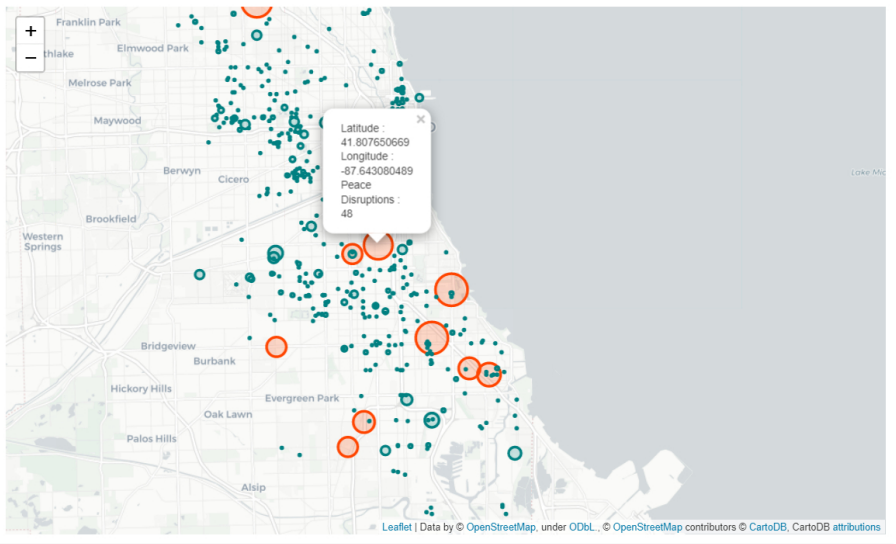 +
Franklin Park
−
Elmwood Park
thlake
Melrose Park
Maywood
×
Latitude :
41.807650669
Longitude :
-87.643080489
Peace
Disruptions :
48
Berwyn
Cicero
Lake Mic
Brookfield
Western
Springs
Bridgeview
Burbank
Hickory Hills
Evergreen Park
Oak Lawn
Palos Hills
Alsip
Leaflet | Data by © OpenStreetMap, under ODbL., © OpenStreetMap contributors © CartoDB, CartoDB attributions